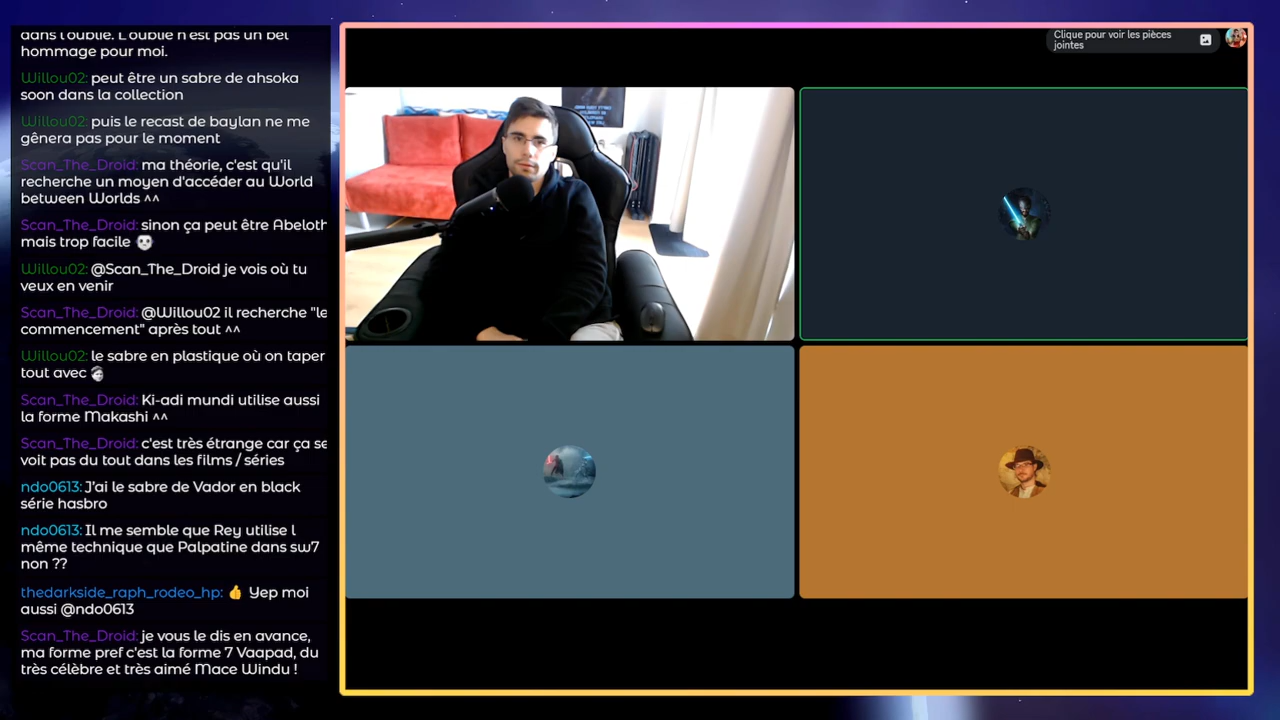 dans l'oublie. L'oublie n'est pas un bel
hommage pour moi.
Willou02: peut être un sabre de ahsoka
soon dans la collection
Willou02: puis le recast de baylan ne me
gênera pas pour le moment
Scan_The_Droid: ma théorie, c'est qu'il
recherche un moyen d'accéder au World
between Worlds ^^
Scan_The_Droid: sinon ça peut être Abeloth
mais trop facile
Willou02: @Scan_The_Droid je vois où tu
veux en venir
Scan_The_Droid: @Willou02 il recherche "le
commencement" après tout ^^
Willou02: le sabre en plastique où on taper
tout avec
Scan_The_Droid: Ki-adi mundi utilise aussi
la forme Makashi ^^
Scan_The_Droid: c'est très étrange car ça se
voit pas du tout dans les films / séries
ndo0613: J'ai le sabre de Vador en black
série hasbro
ndo0613: Il me semble que Rey utilise l
même technique que Palpatine dans sw7
non ??
thedarkside_raph_rodeo_hp: 👍 Yep moi
aussi @ndo0613
Scan_The_Droid: je vous le dis en avance,
ma forme pref c'est la forme 7 Vaapad, du
très célèbre et très aimé Mace Windu !
Clique pour voir les pièces
jointes